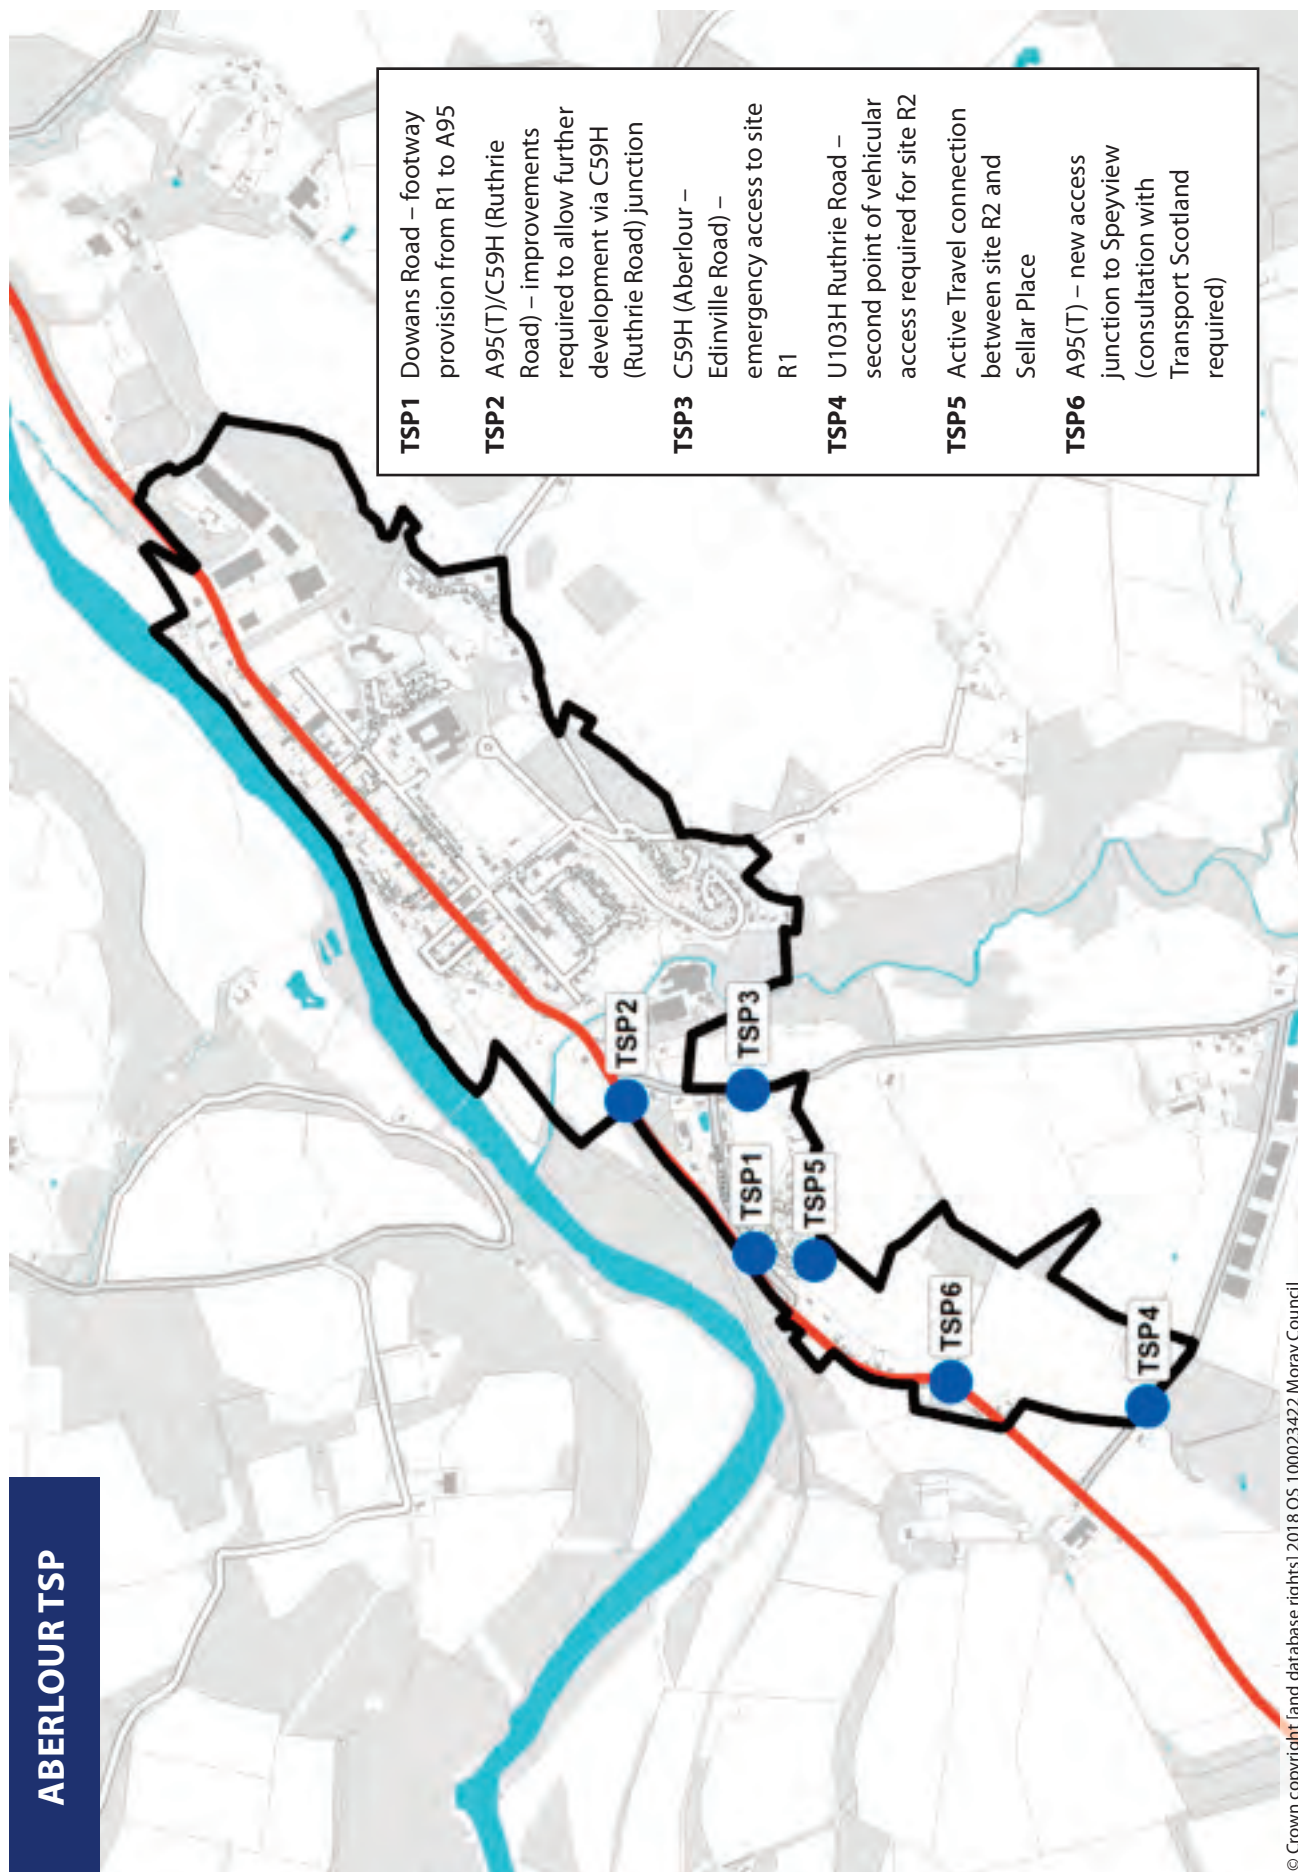 ABERLOUR TSP
TSP1 Dowans Road – footway
provision from R1 to A95
TSP2 A95(T)/C59H (Ruthrie
Road) – improvements
required to allow further
development via C59H
(Ruthrie Road) junction
TSP3 C59H (Aberlour –
Edinville Road) –
emergency access to site
R1
TSP4 U103H Ruthrie Road –
second point of vehicular
access required for site R2
TSP5 Active Travel connection
between site R2 and
Sellar Place
TSP6 A95(T) – new access
junction to Speyview
(consultation with
Transport Scotland
required)
TSP2
TSP3
TSP1
TSP5
TSP6
TSP4
© Crown copyright [and database rights] 2018 OS 100023422 Moray Council